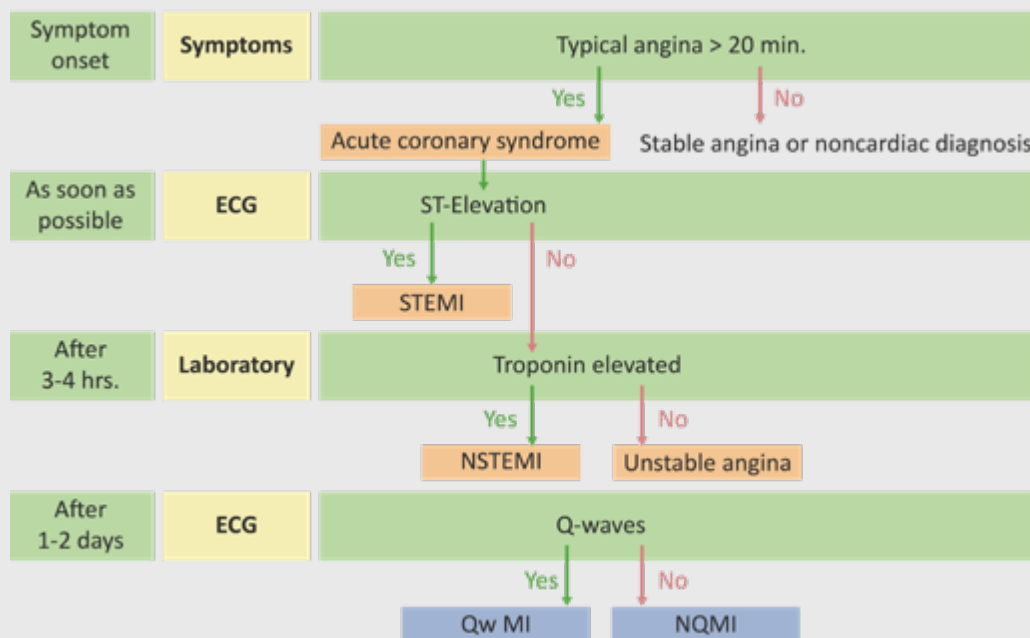 Symptom
onset
Symptoms
Typical angina > 20 min.
Yes
No
Acute coronary syndrome
Stable angina or noncardiac diagnosis
As soon as
possible
ECG
ST-Elevation
Yes
No
STEMI
After
3-4 hrs.
Laboratory
Troponin elevated
Yes
No
NSTEMI
Unstable angina
After
1-2 days
ECG
Q-waves
Yes
No
Qw MI
NQMI